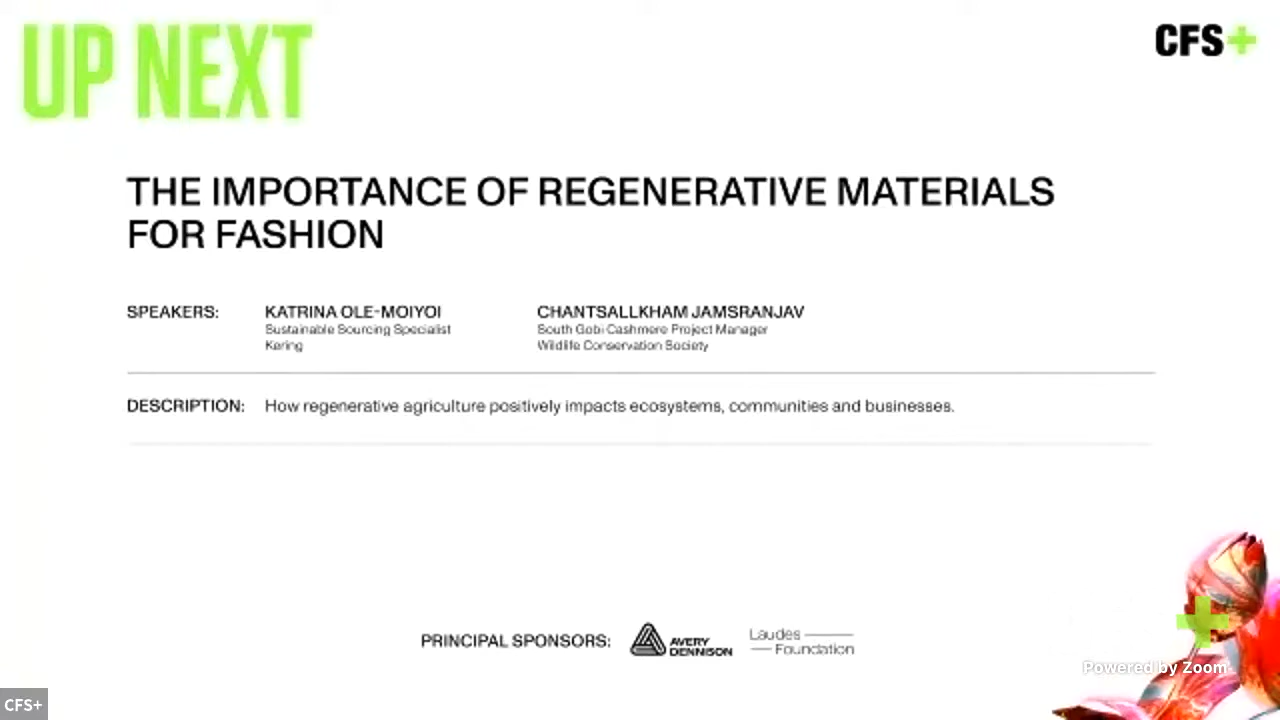 UP NEXT
CFS+
THE IMPORTANCE OF REGENERATIVE MATERIALS
FOR FASHION
SPEAKERS:
KATRINA OLE-MOIYOI
Sustainable Sourcing Specialist
Kering
CHANTSALLKHAM JAMSRANJAV
South Gobi Cashmere Project Manager
Wildlife Conservation Society
DESCRIPTION: How regenerative agriculture positively impacts ecosystems, communities and businesses.
PRINCIPAL SPONSORS:
AVERY
DENNISON
Laudes
Foundation
Powered by Zoom
CFS+